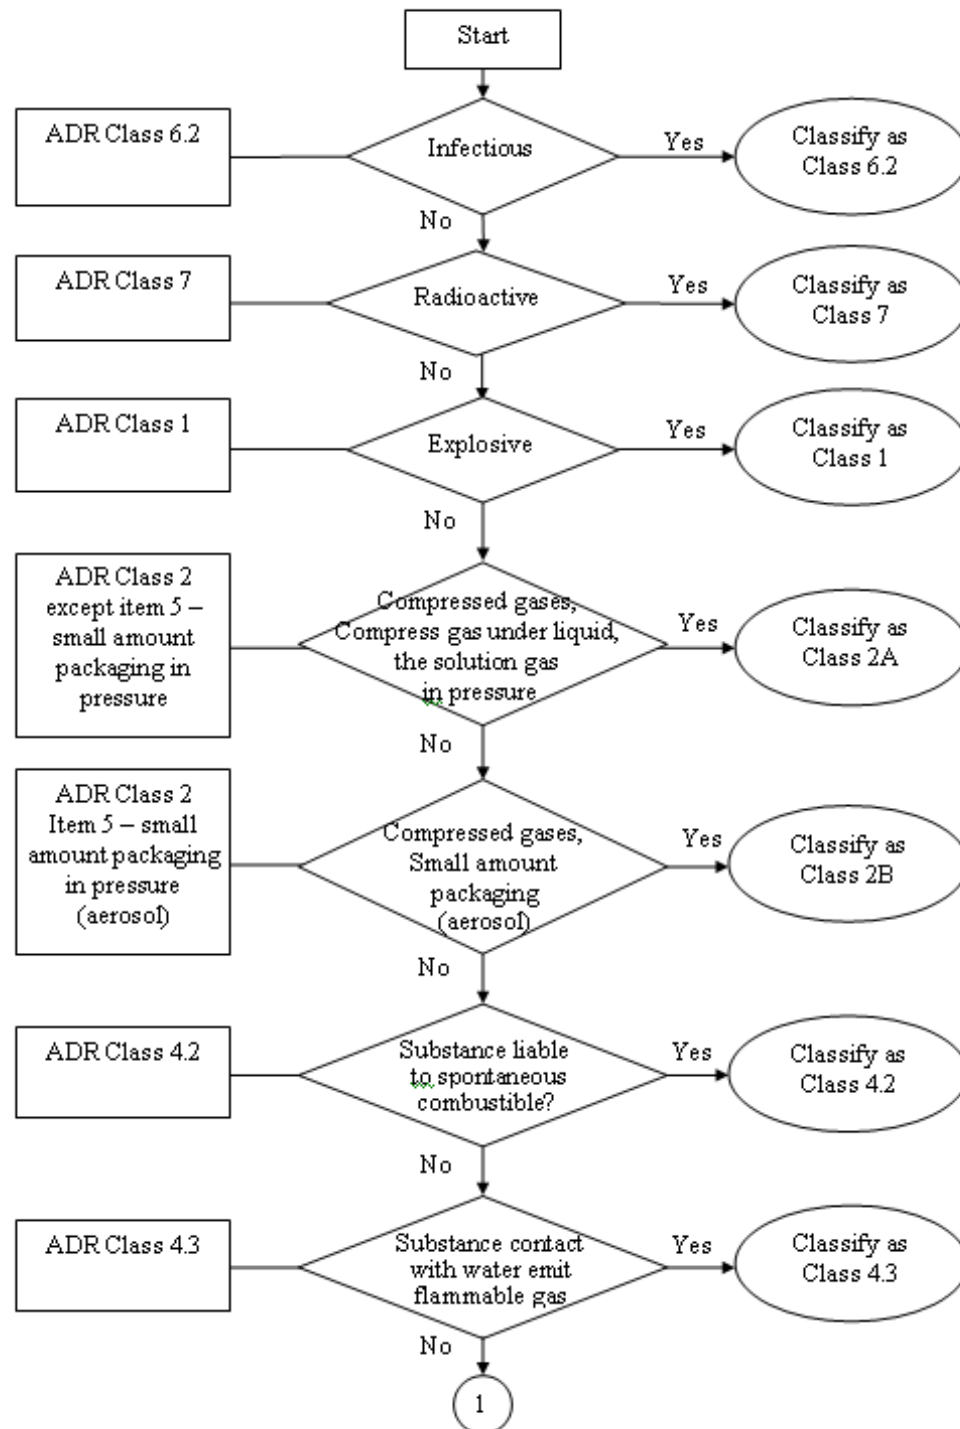 Start
ADR Class 6.2
Infectious
Yes
Classify as
Class 6.2
No
ADR Class 7
Radioactive
Yes
Classify as
Class 7
No
ADR Class 1
Explosive
Yes
Classify as
Class 1
No
ADR Class 2
except item 5 –
small amount
packaging in
pressure
Compressed gases,
Compress gas under liquid,
the solution gas
in pressure
Yes
Classify as
Class 2A
No
ADR Class 2
Item 5 – small
amount packaging
in pressure
(aerosol)
Compressed gases,
Small amount
packaging
(aerosol)
Yes
Classify as
Class 2B
No
ADR Class 4.2
Substance liable
to spontaneous
combustible?
Yes
Classify as
Class 4.2
No
ADR Class 4.3
Substance contact
with water emit
flammable gas
Yes
Classify as
Class 4.3
No
1